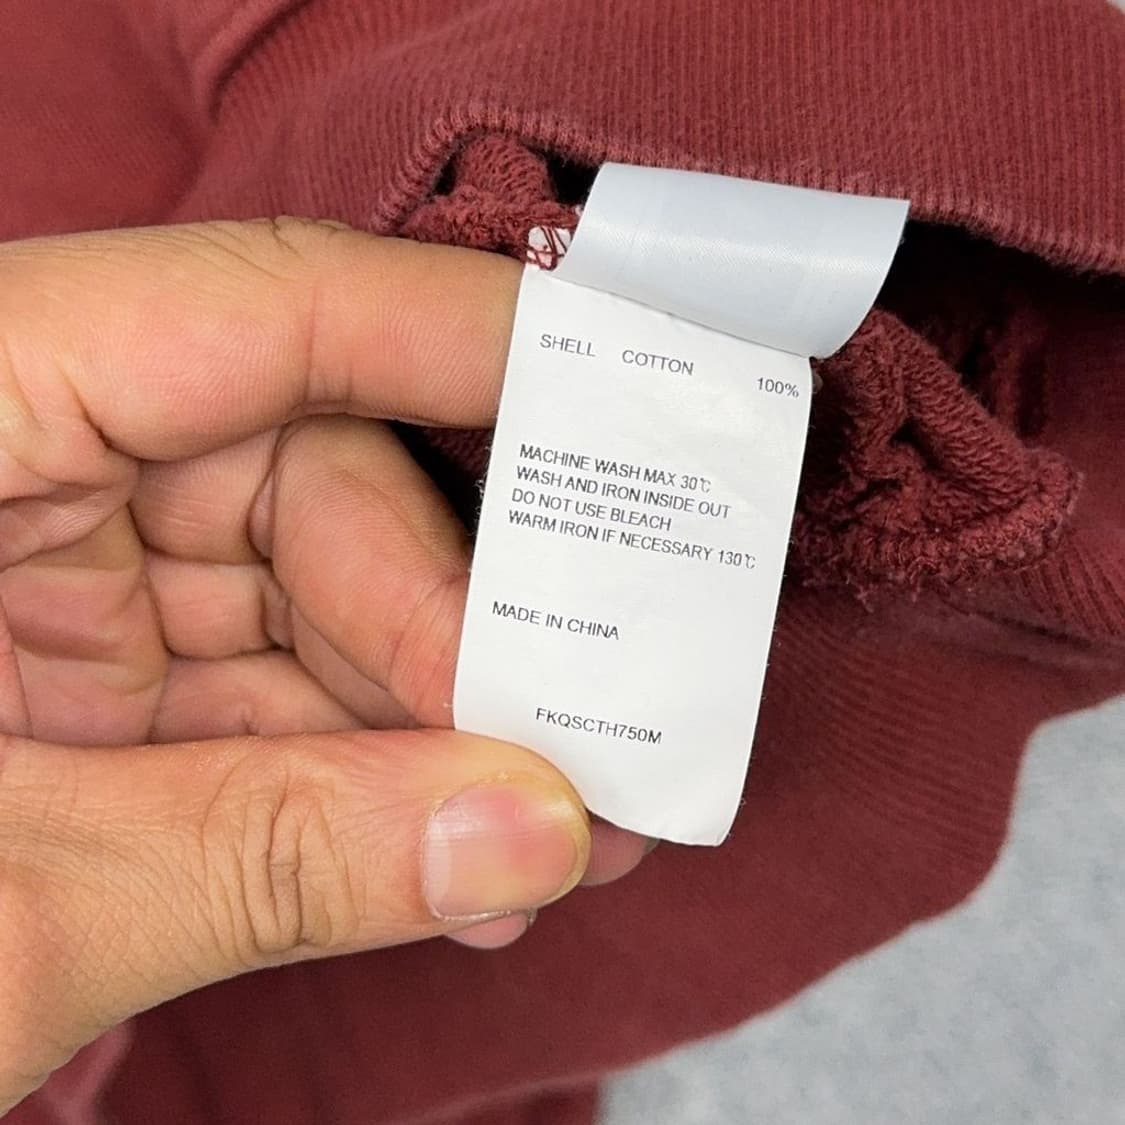 SHELL COTTON 100%
MACHINE WASH MAX 30℃
WASH AND IRON INSIDE OUT
DO NOT USE BLEACH
WARM IRON IF NECESSARY 130℃
MADE IN CHINA
FKQSCTH750M